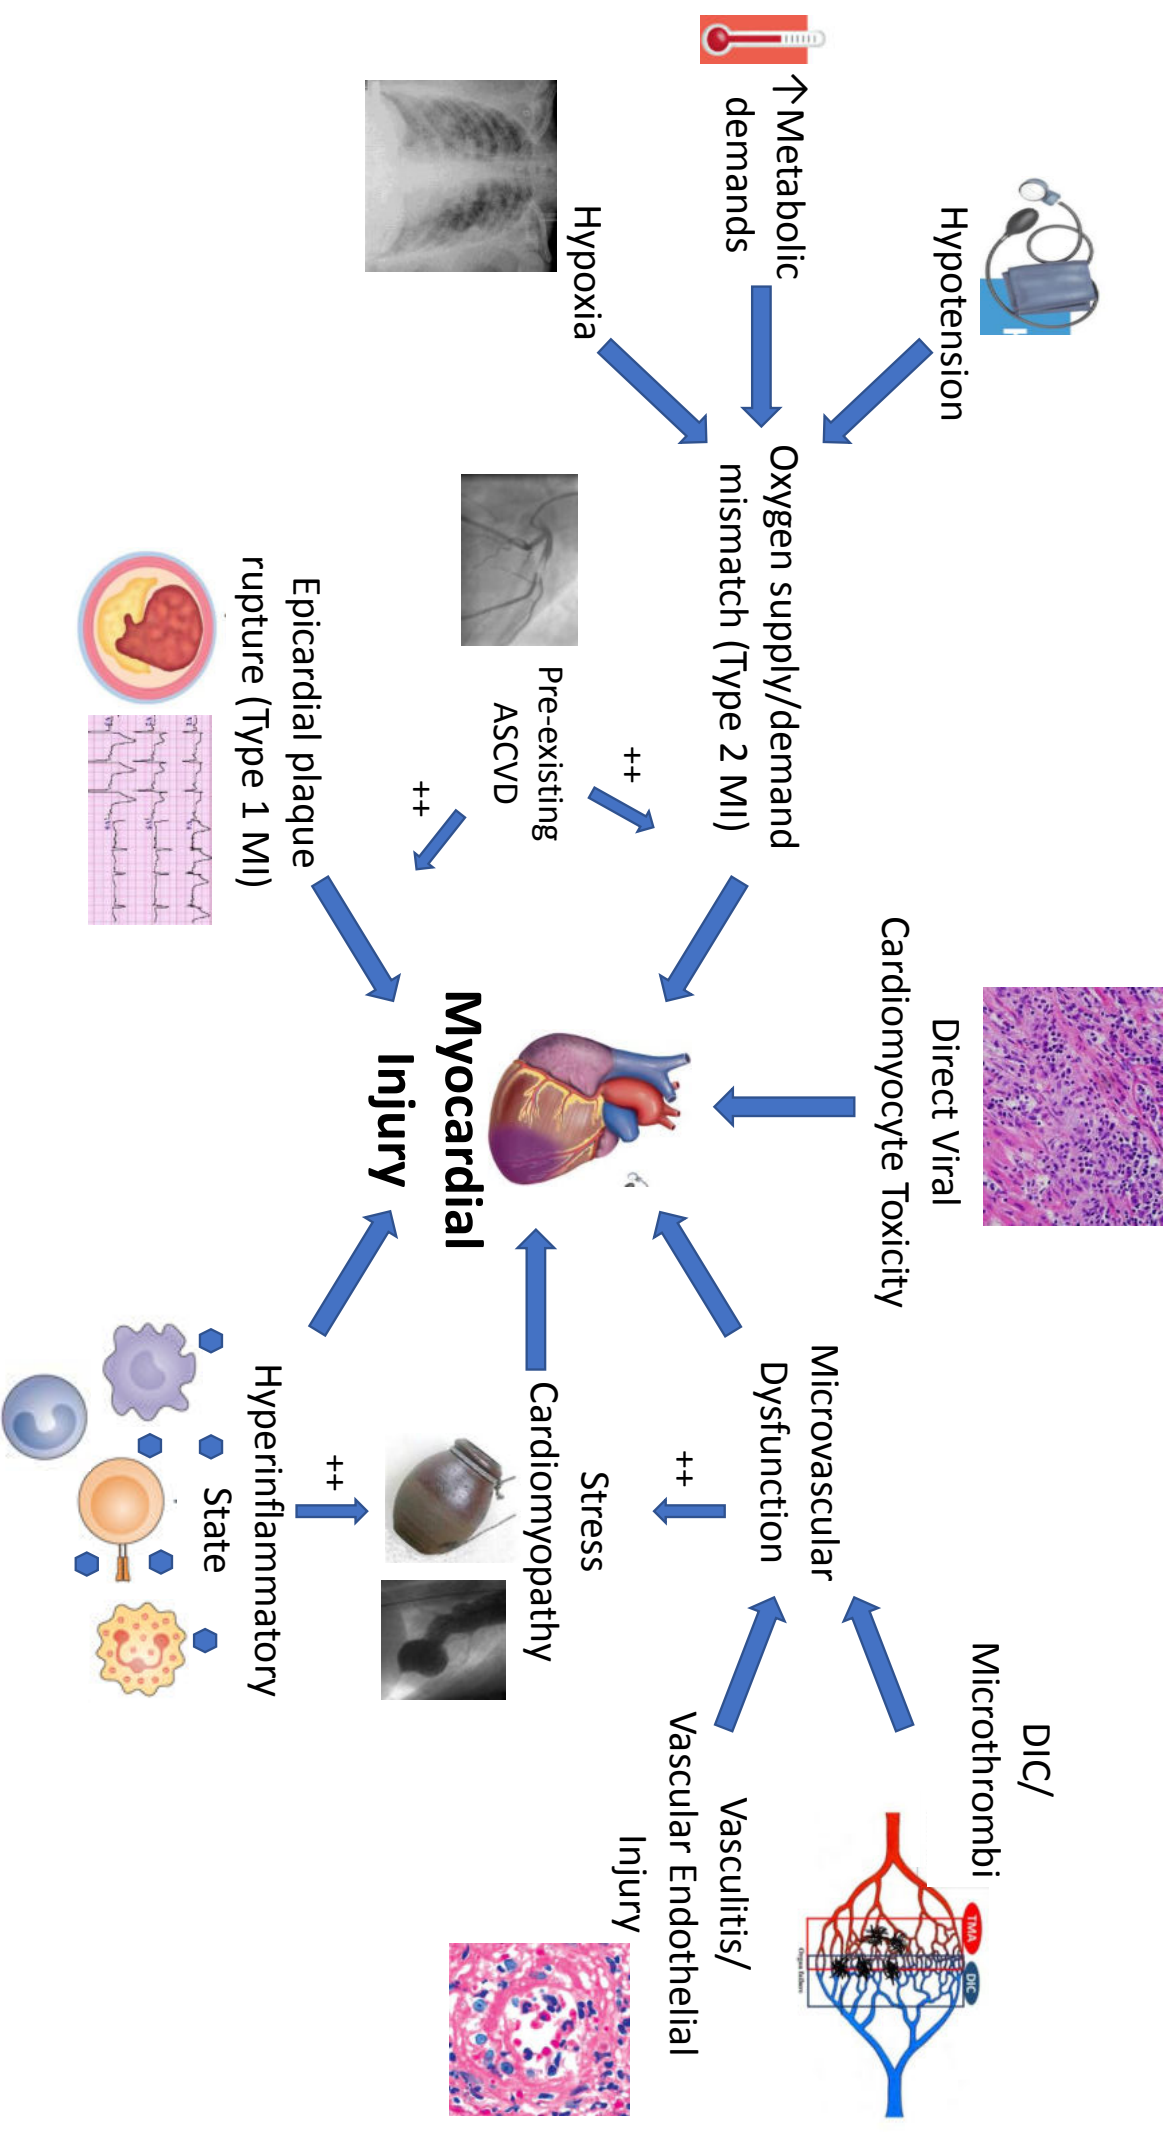 Hypotension
↑Metabolic
demands
Hypoxia
Oxygen supply/demand
mismatch (Type 2 MI)
Pre-existing
ASCVD
++
++
Epicardial plaque
rupture (Type 1 MI)
Direct Viral
Cardiomyocyte Toxicity
Myocardial
Injury
Microvascular
Dysfunction
++
Stress
Cardiomyopathy
++
Hyperinflammatory
State
DIC/
Microthrombi
TMA
DIC
Vasculitis/
Vascular Endothelial
Injury